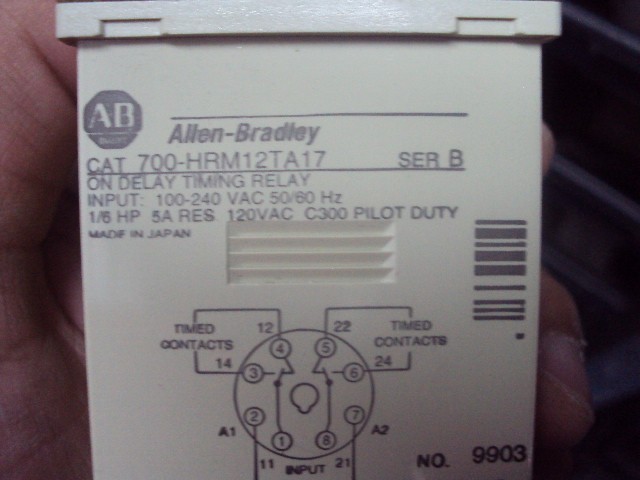 AB
Allen-Bradley
CAT 700-HRM12TA17 SER B
ON DELAY TIMING RELAY
INPUT: 100-240 VAC 50/60 Hz
1/6 HP 5A RES 120VAC C300 PILOT DUTY
MADE IN JAPAN
TIMED CONTACTS
12
22
TIMED CONTACTS
14
4
5
24
3
6
2
7
A1
A2
1
8
11
INPUT
21
NO. 9903